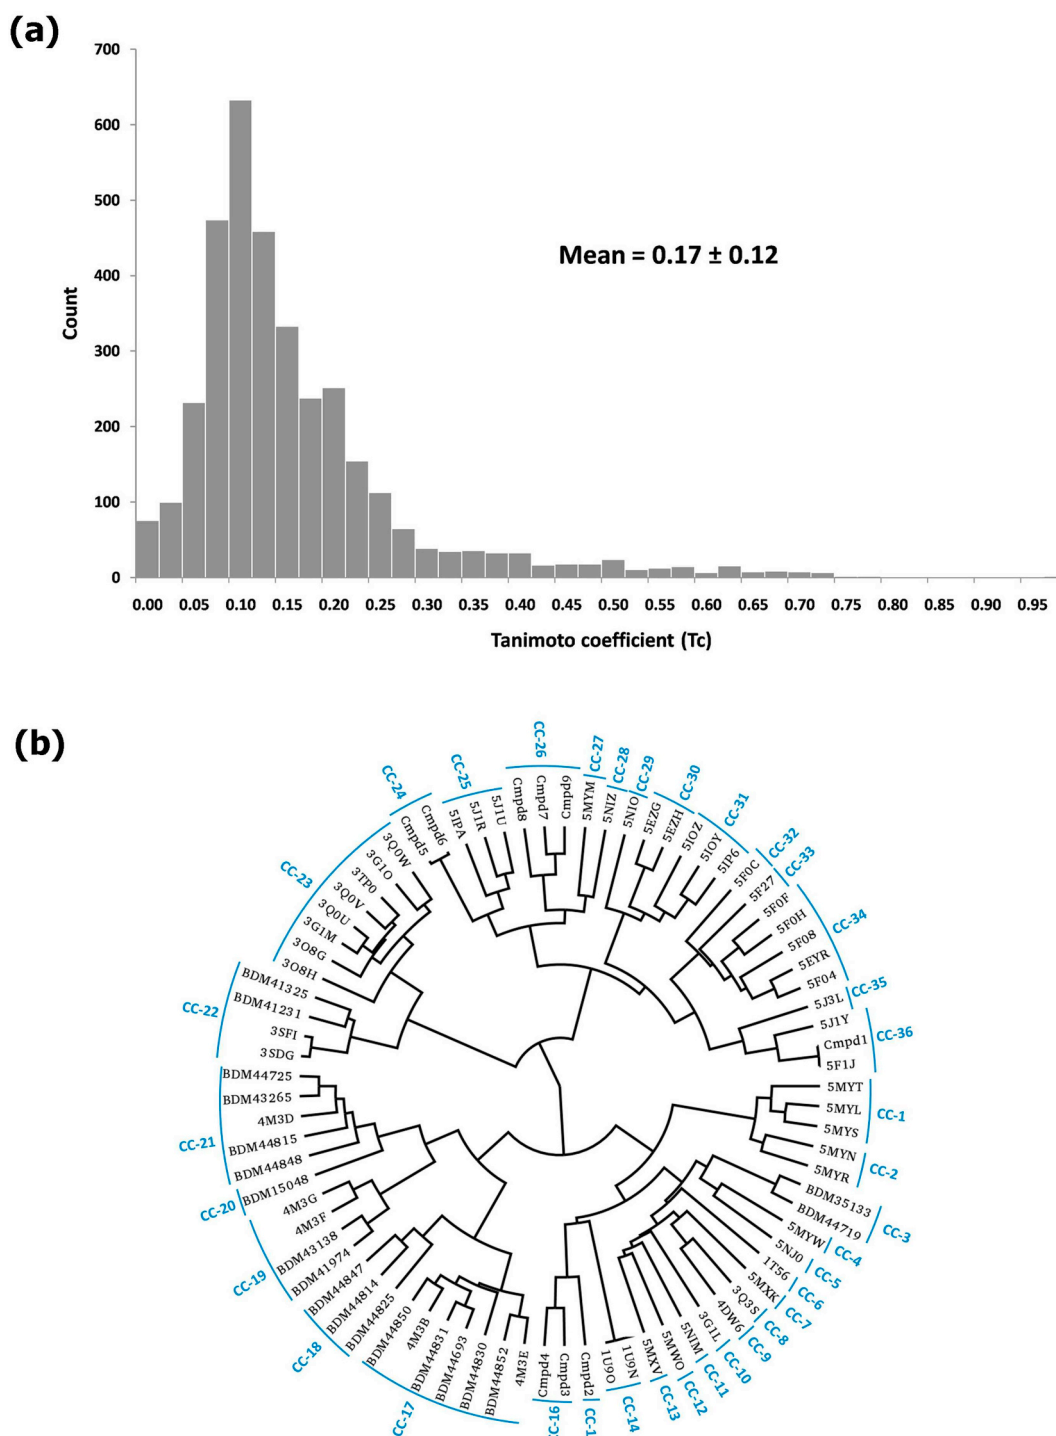 (a)
700
600
500
400
300
200
100
0
Count
Mean = 0.17 ± 0.12
0.00 0.05 0.10 0.15 0.20 0.25 0.30 0.35 0.40 0.45 0.50 0.55 0.60 0.65 0.70 0.75 0.80 0.85 0.90 0.95
Tanimoto coefficient (Tc)
(b)
CC-26
CC-27
CC-28
CC-29
CC-30
CC-31
CC-32
CC-33
CC-34
CC-35
CC-36
CC-1
CC-2
CC-3
CC-4
CC-5
CC-6
CC-7
CC-8
CC-9
CC-10
CC-11
CC-12
CC-13
CC-14
CC-1
CC-16
CC-17
CC-18
CC-19
CC-20
CC-21
CC-22
CC-23
CC-24
CC-25
Cmpd8
Cmpd7
Cmpd9
5MYM
5NIZ
5NIO
5EZG
5EZH
5IOZ
5IOY
5IP6
5F0C
5F27
5F0F
5F0H
5F08
5EYR
5F04
5J3L
5J1Y
Cmpd1
5F1J
5MYT
5MYL
5MYS
5MYN
5MYR
BDM35133
BDM44719
5MYW
5NJ0
1T56
5MXK
3Q3S
4DW6
3G1L
5NIM
5MWO
5MXV
1U9N
1U9O
Cmpd2
Cmpd3
Cmpd4
4M3E
BDM44852
BDM44830
BDM44693
BDM44831
4M3B
BDM44850
BDM44825
BDM44814
BDM44847
BDM41974
BDM43138
4M3F
4M3G
BDM15048
BDM44848
BDM44815
4M3D
BDM43265
BDM44725
3SDG
3SFI
BDM41231
BDM41325
3O8H
3O8G
3G1M
3Q0U
3Q0V
3TP0
3G1O
3Q0W
Cmpd5
Cmpd6
5IPA
5J1R
5J1U